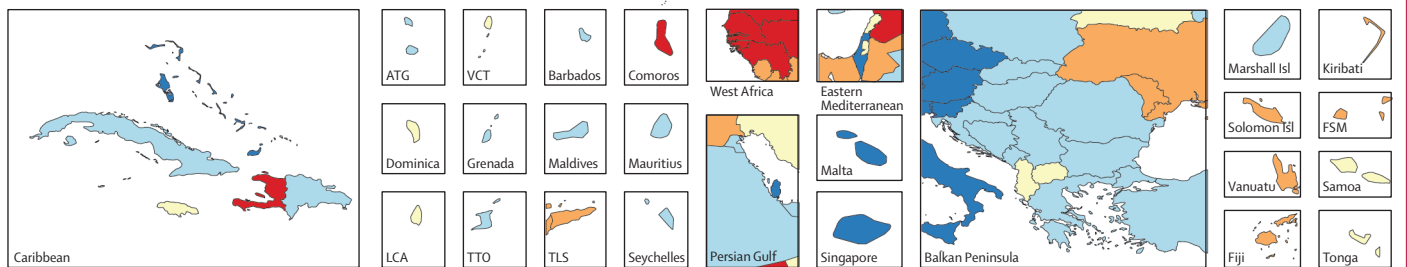 Caribbean
ATG
VCT
Barbados
Comoros
Dominica
Grenada
Maldives
Mauritius
LCA
TTO
TLS
Seychelles
West Africa
Eastern
Mediterranean
Persian Gulf
Malta
Singapore
Balkan Peninsula
Marshall Isl
Kiribati
Solomon Isl
FSM
Vanuatu
Samoa
Fiji
Tonga